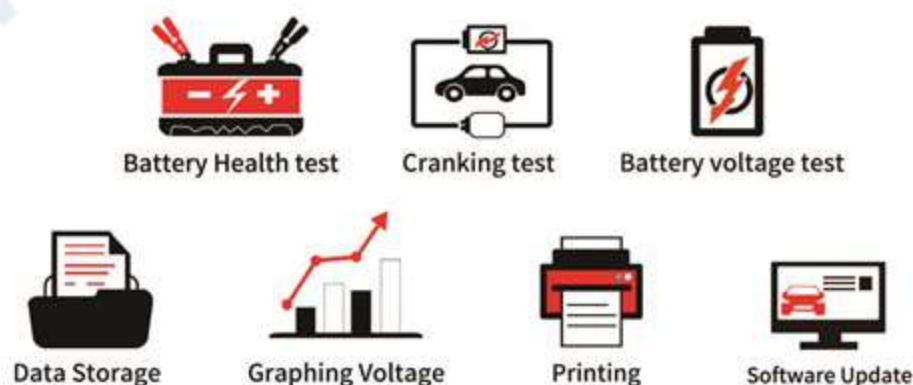 Battery Health test
Cranking test
Battery voltage test
Data Storage
Graphing Voltage
Printing
Software Update